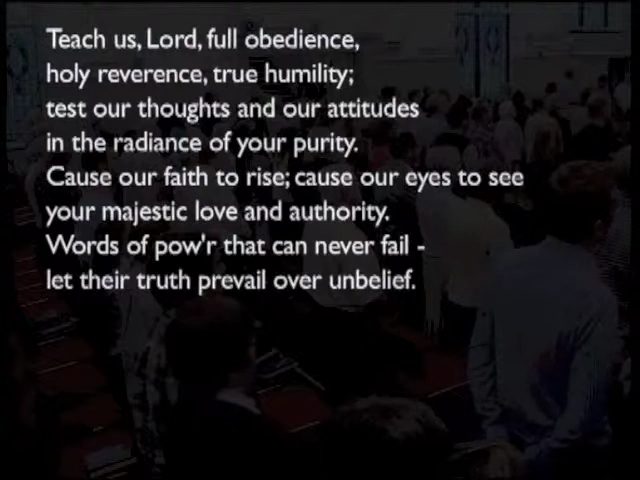 Teach us, Lord, full obedience,
holy reverence, true humility;
test our thoughts and our attitudes
in the radiance of your purity.
Cause our faith to rise; cause our eyes to see
your majestic love and authority.
Words of pow'r that can never fail -
let their truth prevail over unbelief.